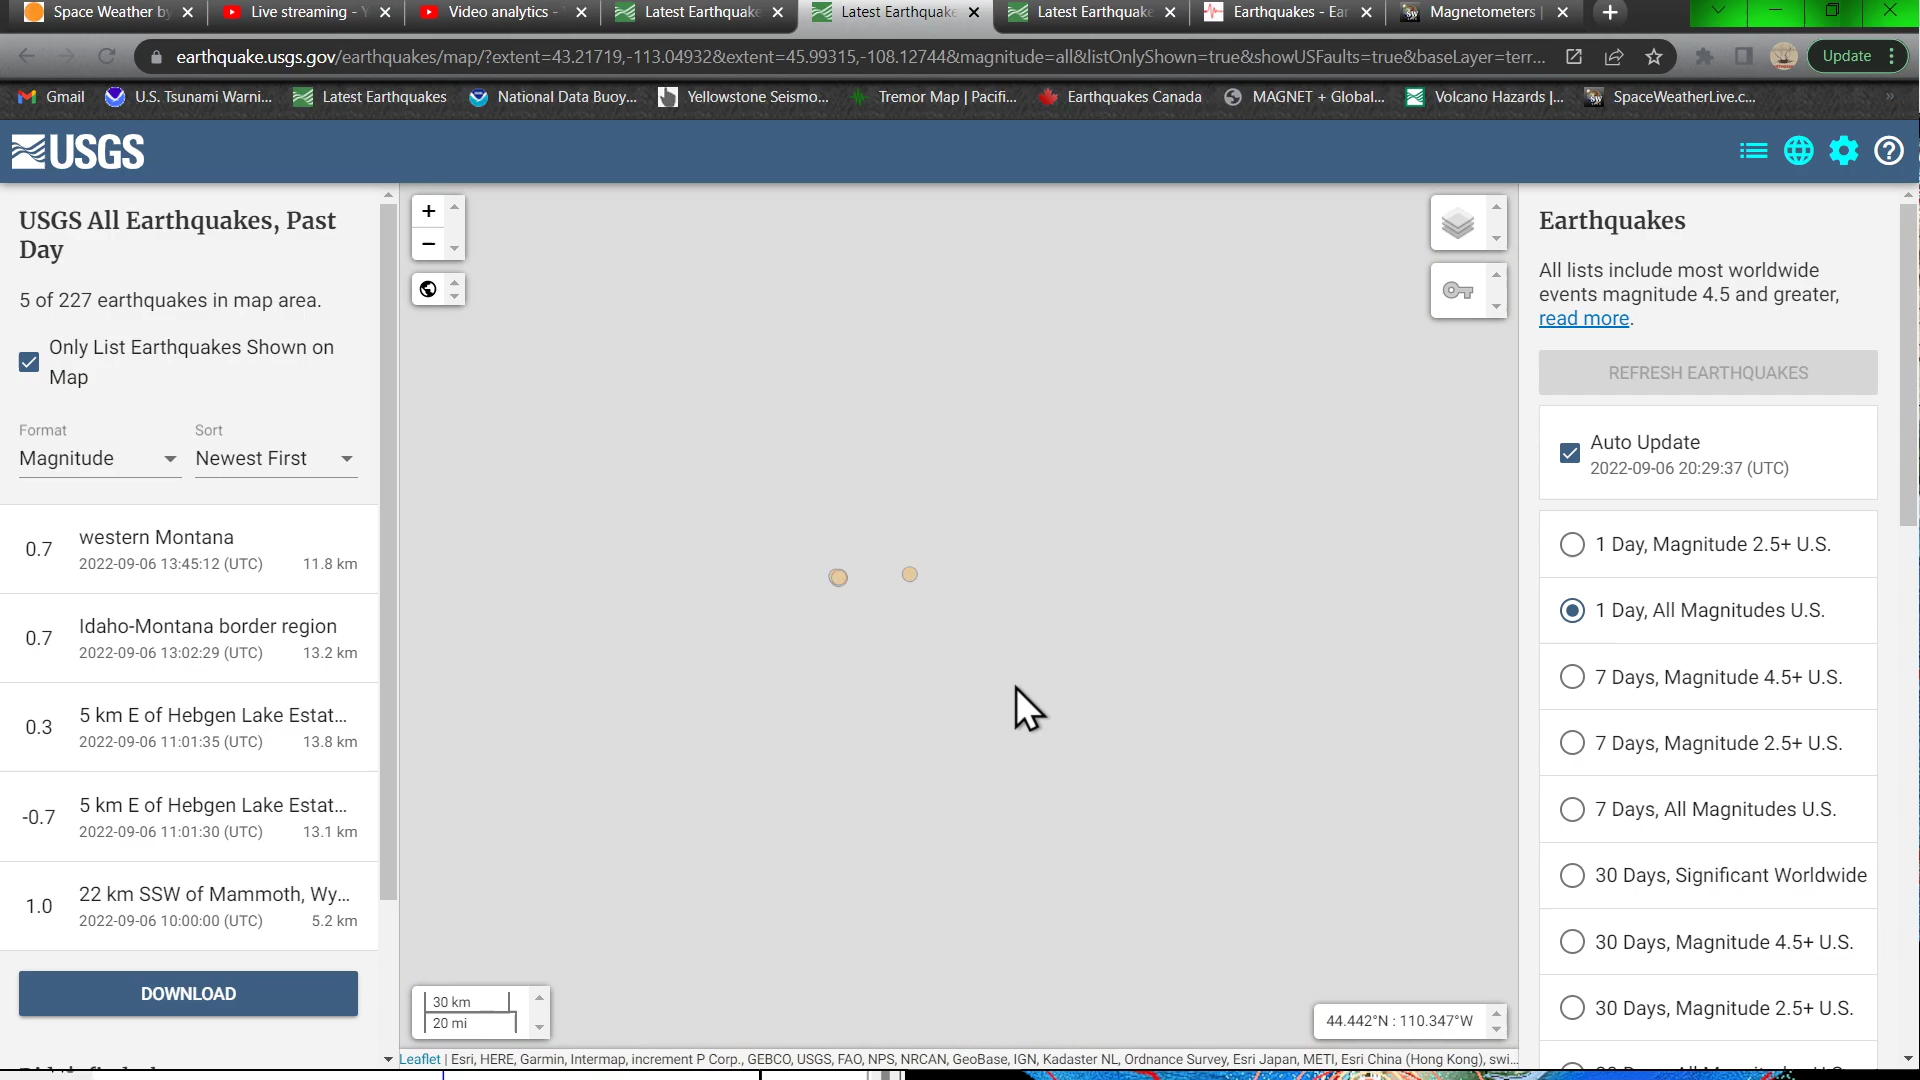 Space Weather by
Live streaming - Y
Video analytics -
Latest Earthquake
Latest Earthquake
Latest Earthquake
Earthquakes - Ear
Magnetometers |
earthquake.usgs.gov/earthquakes/map/?extent=43.21719,-113.04932&extent=45.99315,-108.12744&magnitude=all&listOnlyShown=true&showUSFaults=true&baseLayer=terr...
Update
Gmail
U.S. Tsunami Warni...
Latest Earthquakes
National Data Buoy...
Yellowstone Seismo...
Tremor Map | Pacifi...
Earthquakes Canada
MAGNET + Global...
Volcano Hazards |...
SpaceWeatherLive.c...
»
USGS
USGS All Earthquakes, Past
Day
5 of 227 earthquakes in map area.
Only List Earthquakes Shown on
Map
Format
Sort
Magnitude
Newest First
0.7
western Montana
2022-09-06 13:45:12 (UTC)
11.8 km
0.7
Idaho-Montana border region
2022-09-06 13:02:29 (UTC)
13.2 km
0.3
5 km E of Hebgen Lake Estat...
2022-09-06 11:01:35 (UTC)
13.8 km
-0.7
5 km E of Hebgen Lake Estat...
2022-09-06 11:01:30 (UTC)
13.1 km
1.0
22 km SSW of Mammoth, Wy...
2022-09-06 10:00:00 (UTC)
5.2 km
DOWNLOAD
+
−
30 km
20 mi
44.442°N : 110.347°W
Leaflet | Esri, HERE, Garmin, Intermap, increment P Corp., GEBCO, USGS, FAO, NPS, NRCAN, GeoBase, IGN, Kadaster NL, Ordnance Survey, Esri Japan, METI, Esri China (Hong Kong), swi...
Earthquakes
All lists include most worldwide
events magnitude 4.5 and greater,
read more.
REFRESH EARTHQUAKES
Auto Update
2022-09-06 20:29:37 (UTC)
1 Day, Magnitude 2.5+ U.S.
1 Day, All Magnitudes U.S.
7 Days, Magnitude 4.5+ U.S.
7 Days, Magnitude 2.5+ U.S.
7 Days, All Magnitudes U.S.
30 Days, Significant Worldwide
30 Days, Magnitude 4.5+ U.S.
30 Days, Magnitude 2.5+ U.S.